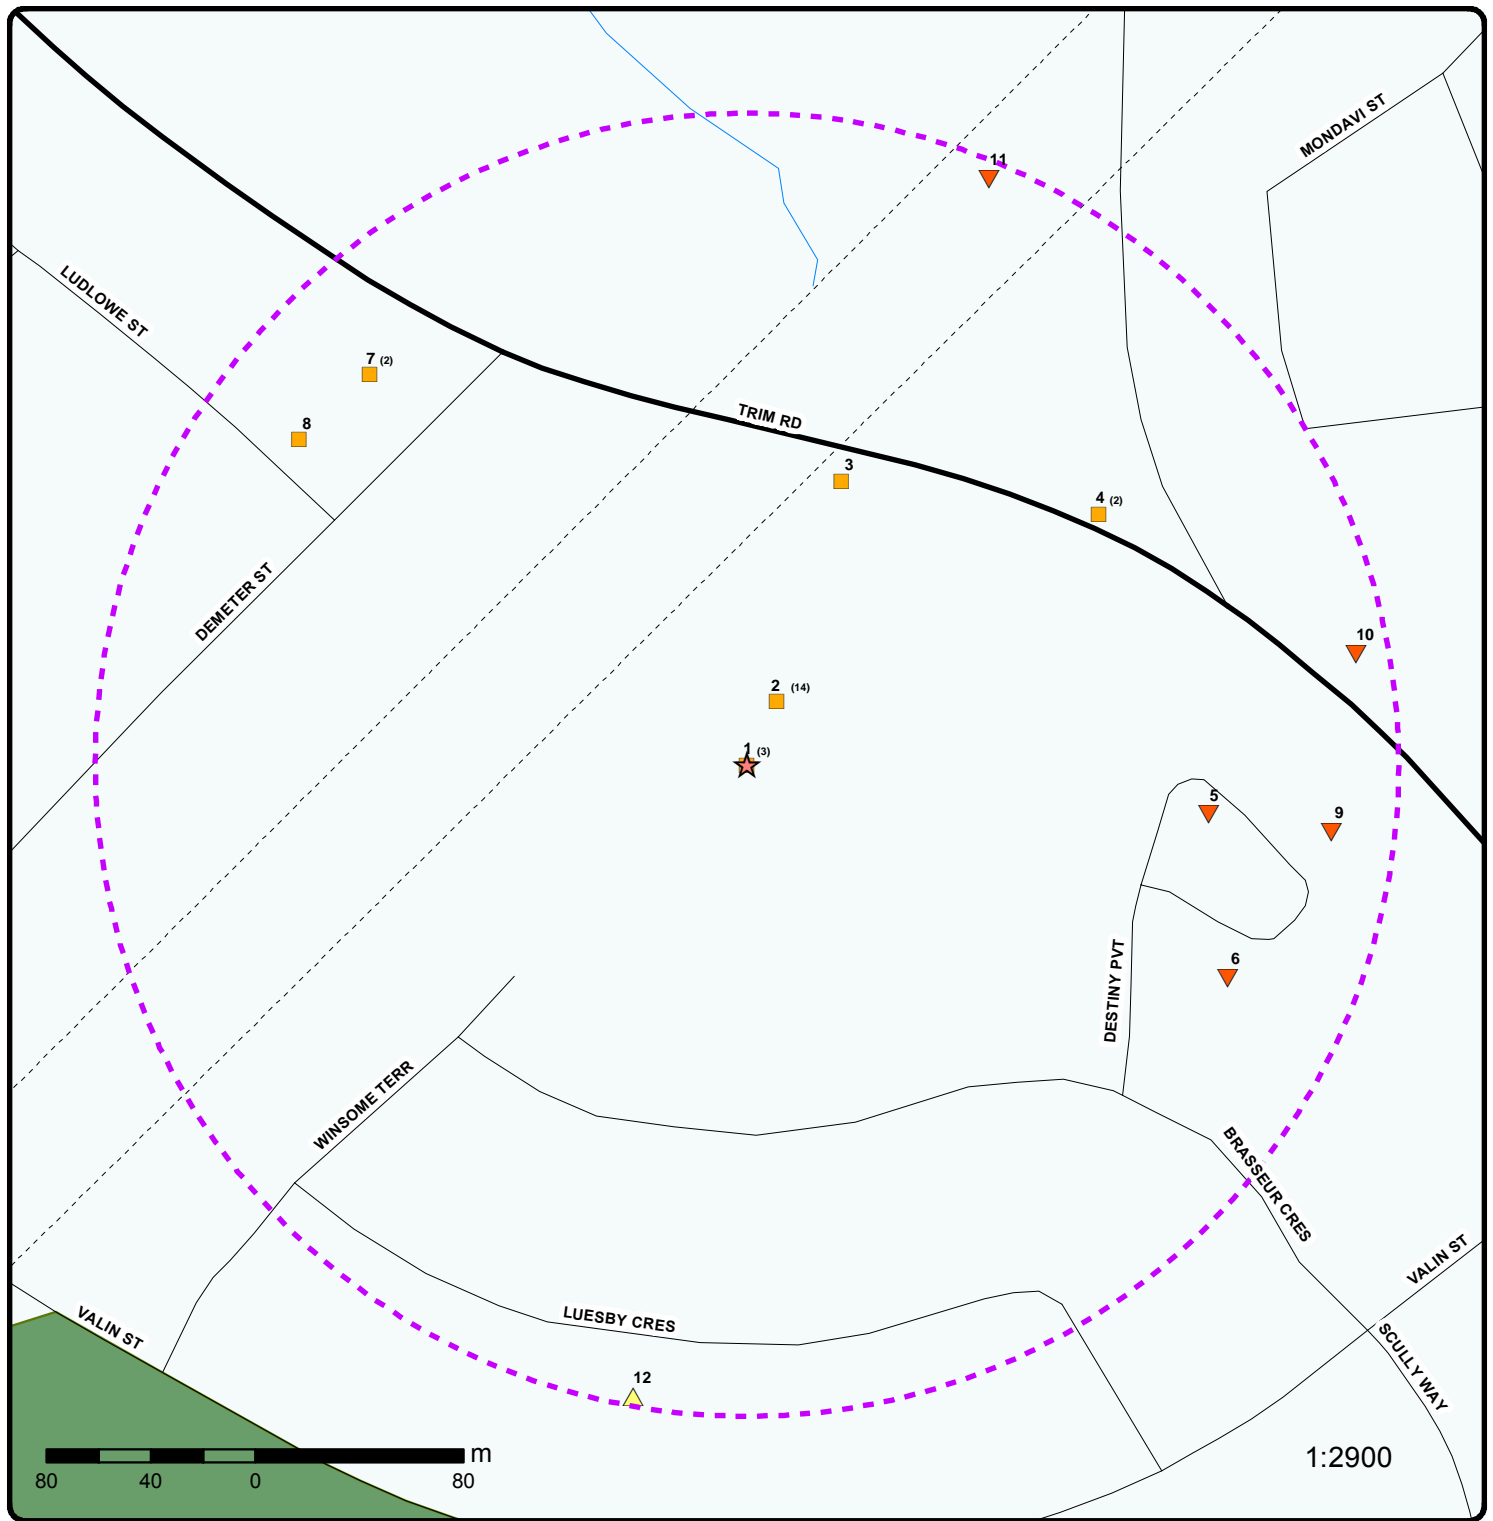 11
MONDAVI ST
LUDLOWE ST
7 (2)
8
TRIM RD
3
4 (2)
DEMETER ST
10
2 (14)
1 (3)
5
9
DESTINY PVT
6
WINSOME TERR
BRASSEUR CRES
VALIN ST
VALIN ST
LUESBY CRES
SCULLY WAY
12
m
80 40 0 80
1:2900